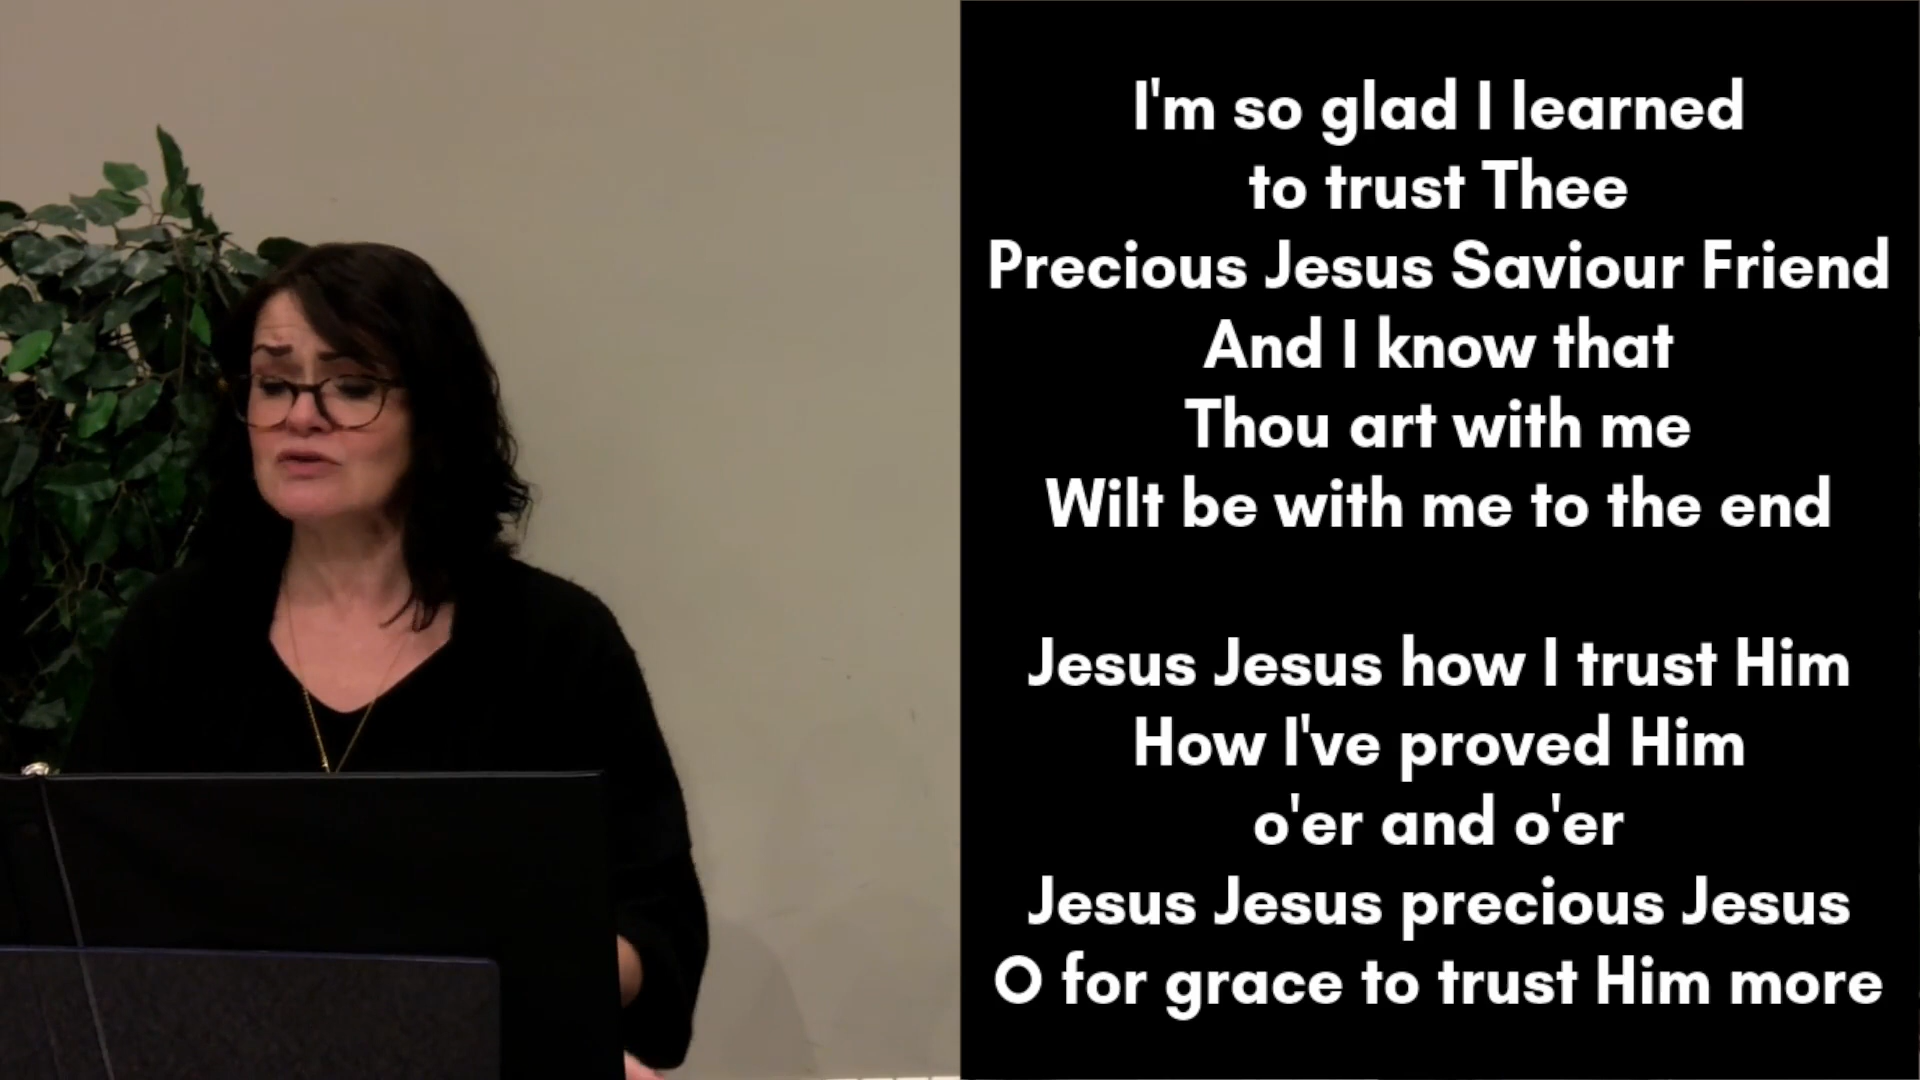 I'm so glad I learned
to trust Thee
Precious Jesus Saviour Friend
And I know that
Thou art with me
Wilt be with me to the end
Jesus Jesus how I trust Him
How I've proved Him
o'er and o'er
Jesus Jesus precious Jesus
O for grace to trust Him more